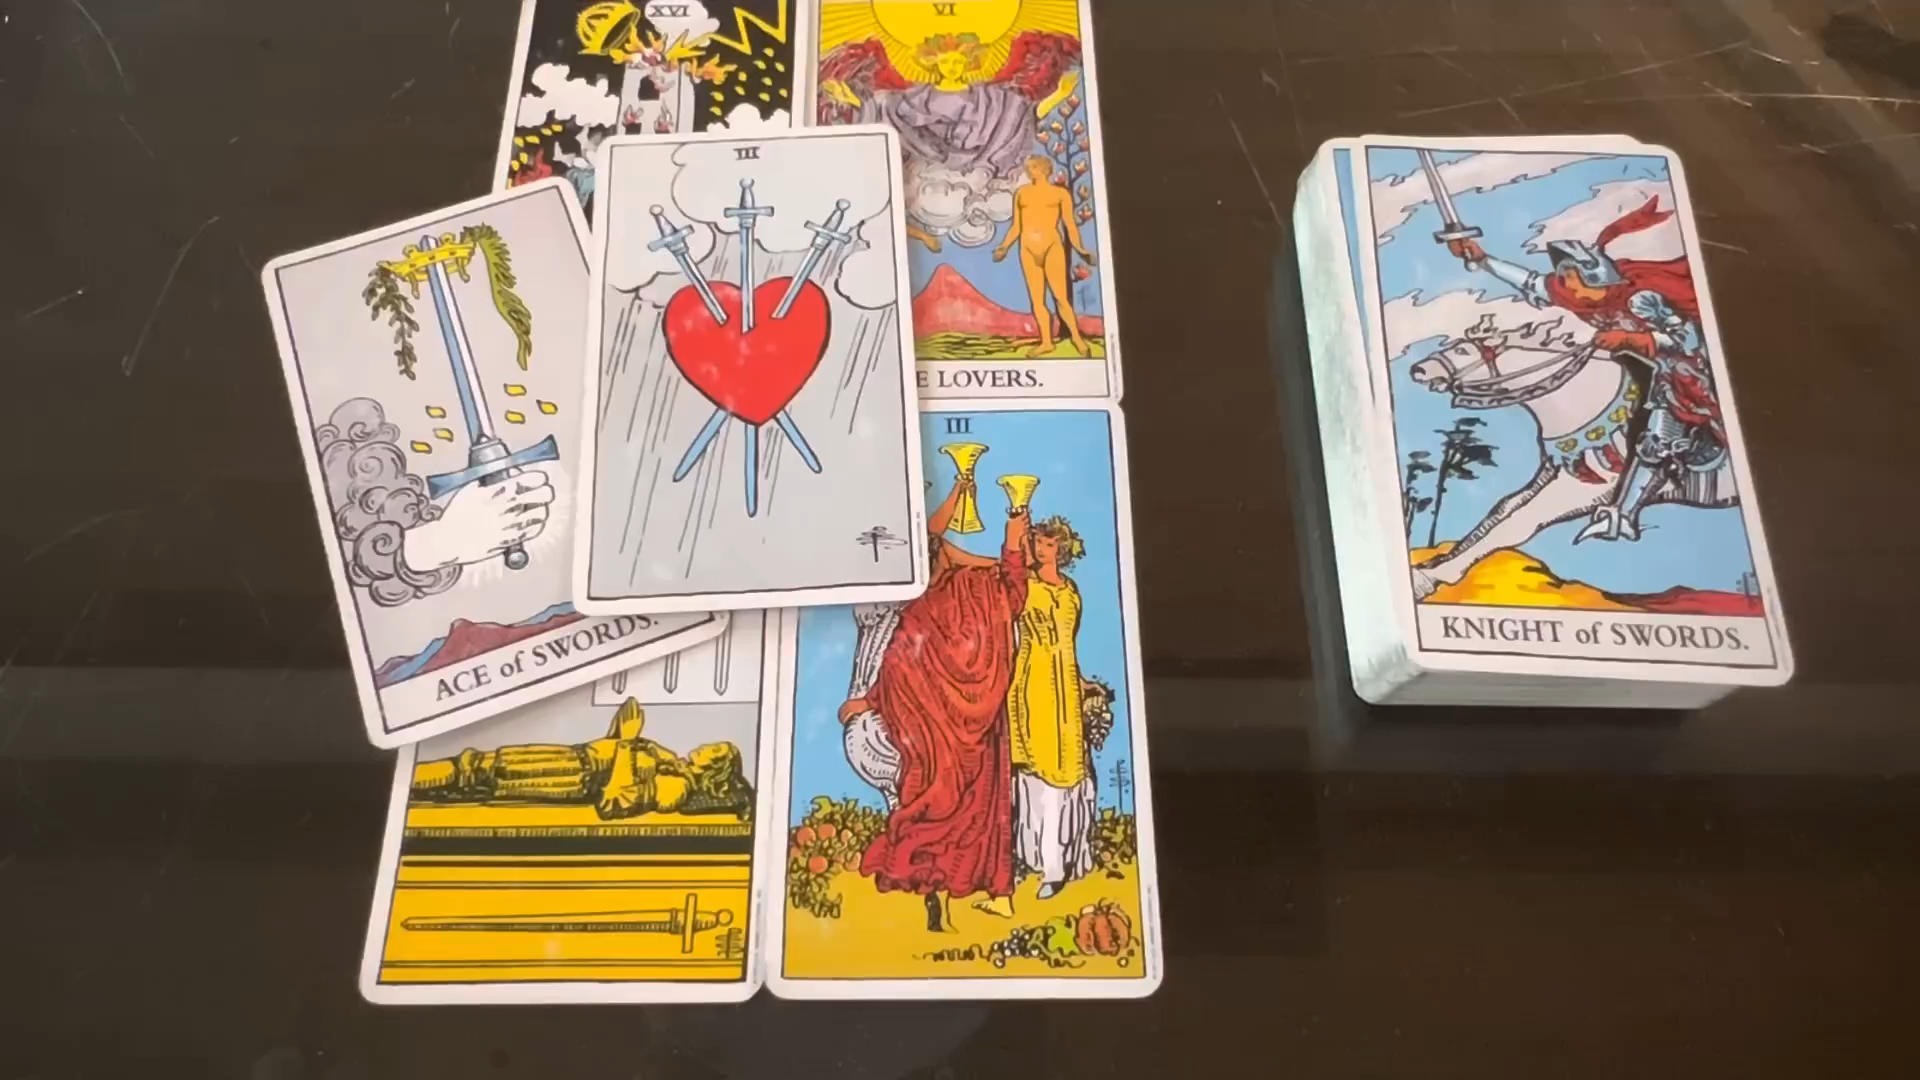 XVI
VI
III
E LOVERS.
III
ACE of SWORDS.
KNIGHT of SWORDS.